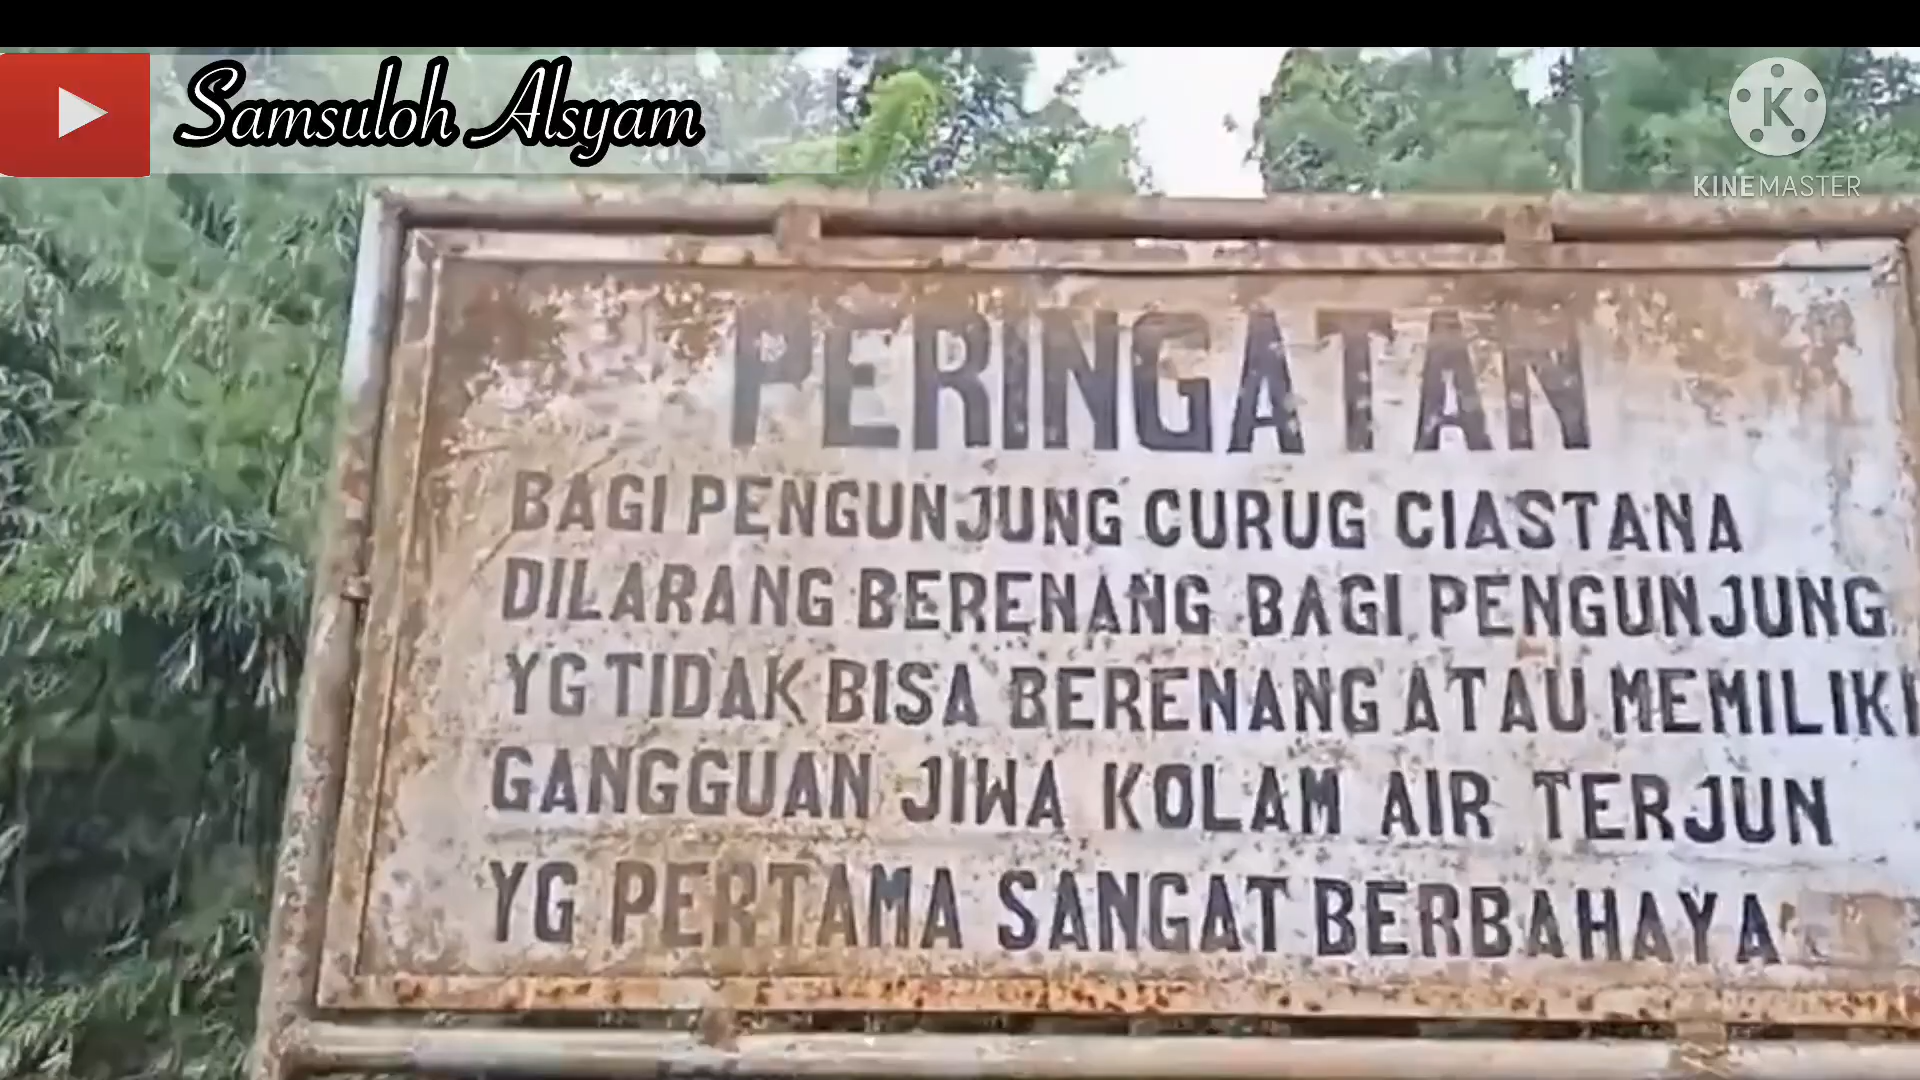 Samsuloh Alsyam
K
KINEMASTER
PERINGATAN
BAGI PENGUNJUNG CURUG CIASTANA
DILARANG BERENANG BAGI PENGUNJUNG
YG TIDAK BISA BERENANG ATAU MEMILIKI
GANGGUAN JIWA KOLAM AIR TERJUN
YG PERTAMA SANGAT BERBAHAYA